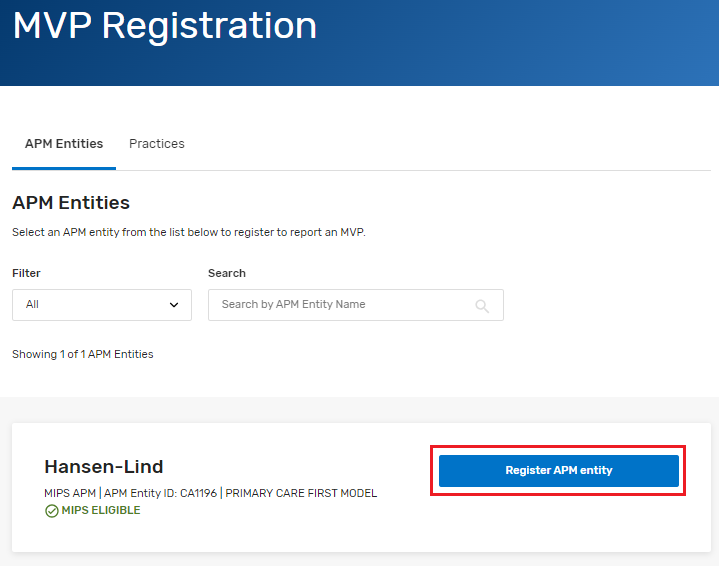 MVP Registration
APM Entities Practices
APM Entities
Select an APM entity from the list below to register to report an MVP.
Filter Search
All Search by APM Entity Name
Showing 1 of 1 APM Entities
Hansen-Lind
Register APM entity
MIPS APM | APM Entity ID: CA1196 | PRIMARY CARE FIRST MODEL
MIPS ELIGIBLE